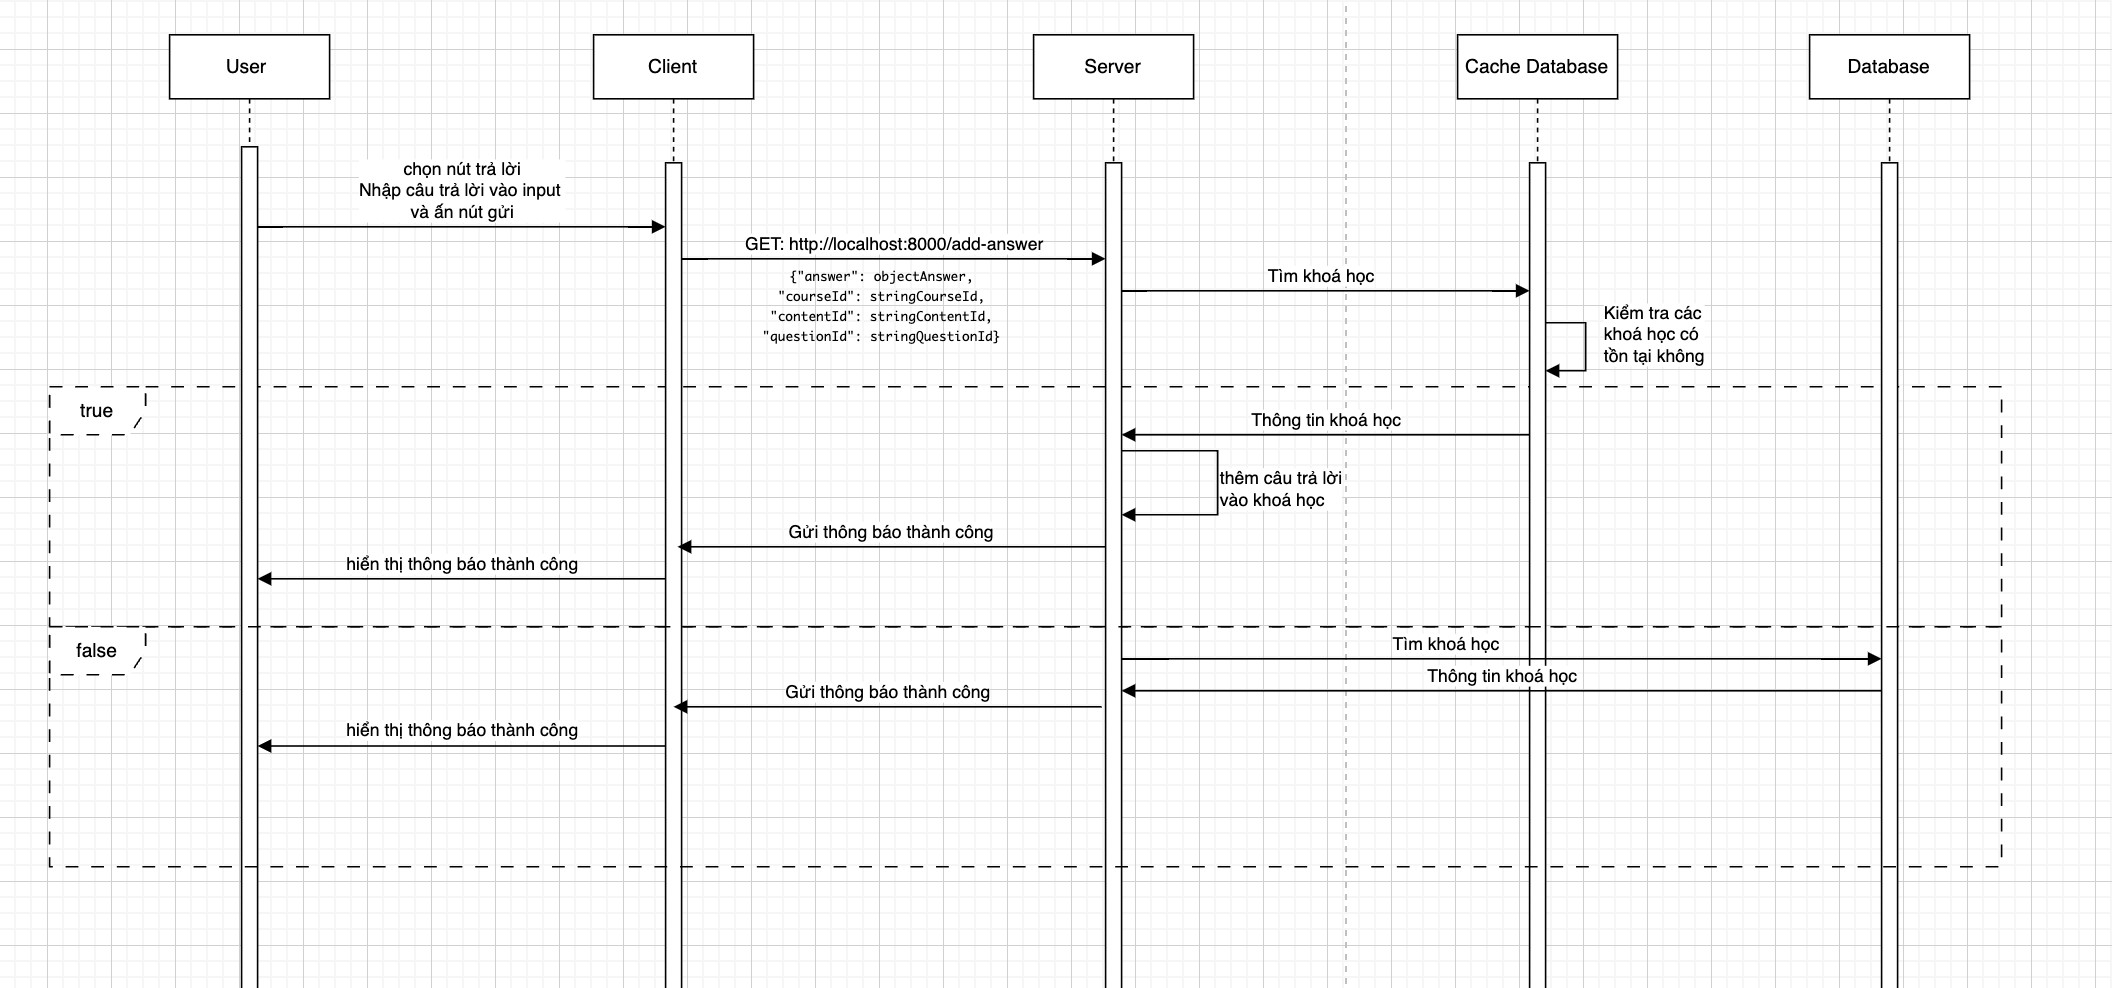 User
Client
Server
Cache Database
Database
chọn nút trả lời
Nhập câu trả lời vào input
và ấn nút gửi
GET: http://localhost:8000/add-answer
{"answer": objectAnswer,
"courseId": stringCourseId,
"contentId": stringContentId,
"questionId": stringQuestionId}
Tìm khoá học
Kiểm tra các
khoá học có
tồn tại không
true
Thông tin khoá học
thêm câu trả lời
vào khoá học
Gửi thông báo thành công
hiển thị thông báo thành công
false
Tìm khoá học
Thông tin khoá học
Gửi thông báo thành công
hiển thị thông báo thành công